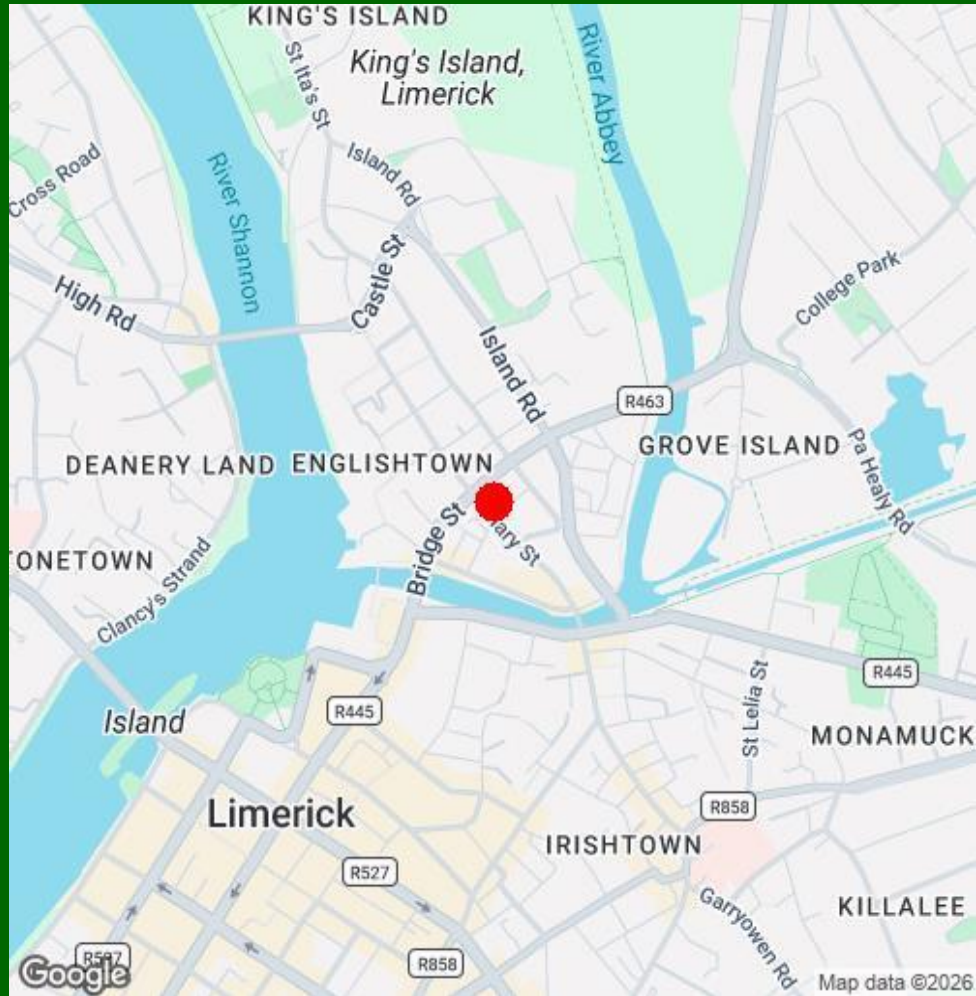 KING'S ISLAND
King's Island,
Limerick
River Abbey
St Ita's St
Island Rd
Cross Road
River Shannon
College Park
Castle St
High Rd
Island Rd
R463
GROVE ISLAND
DEANERY LAND
ENGLISHTOWN
Pa Healy Rd
Bridge St
ONETOWN
Clancy's Strand
R445
St Lelia St
R445
Island
MONAMUCK
R858
Limerick
IRISHTOWN
R527
KILLALEE
Garryowen Rd
R858
Google
Map data ©2026